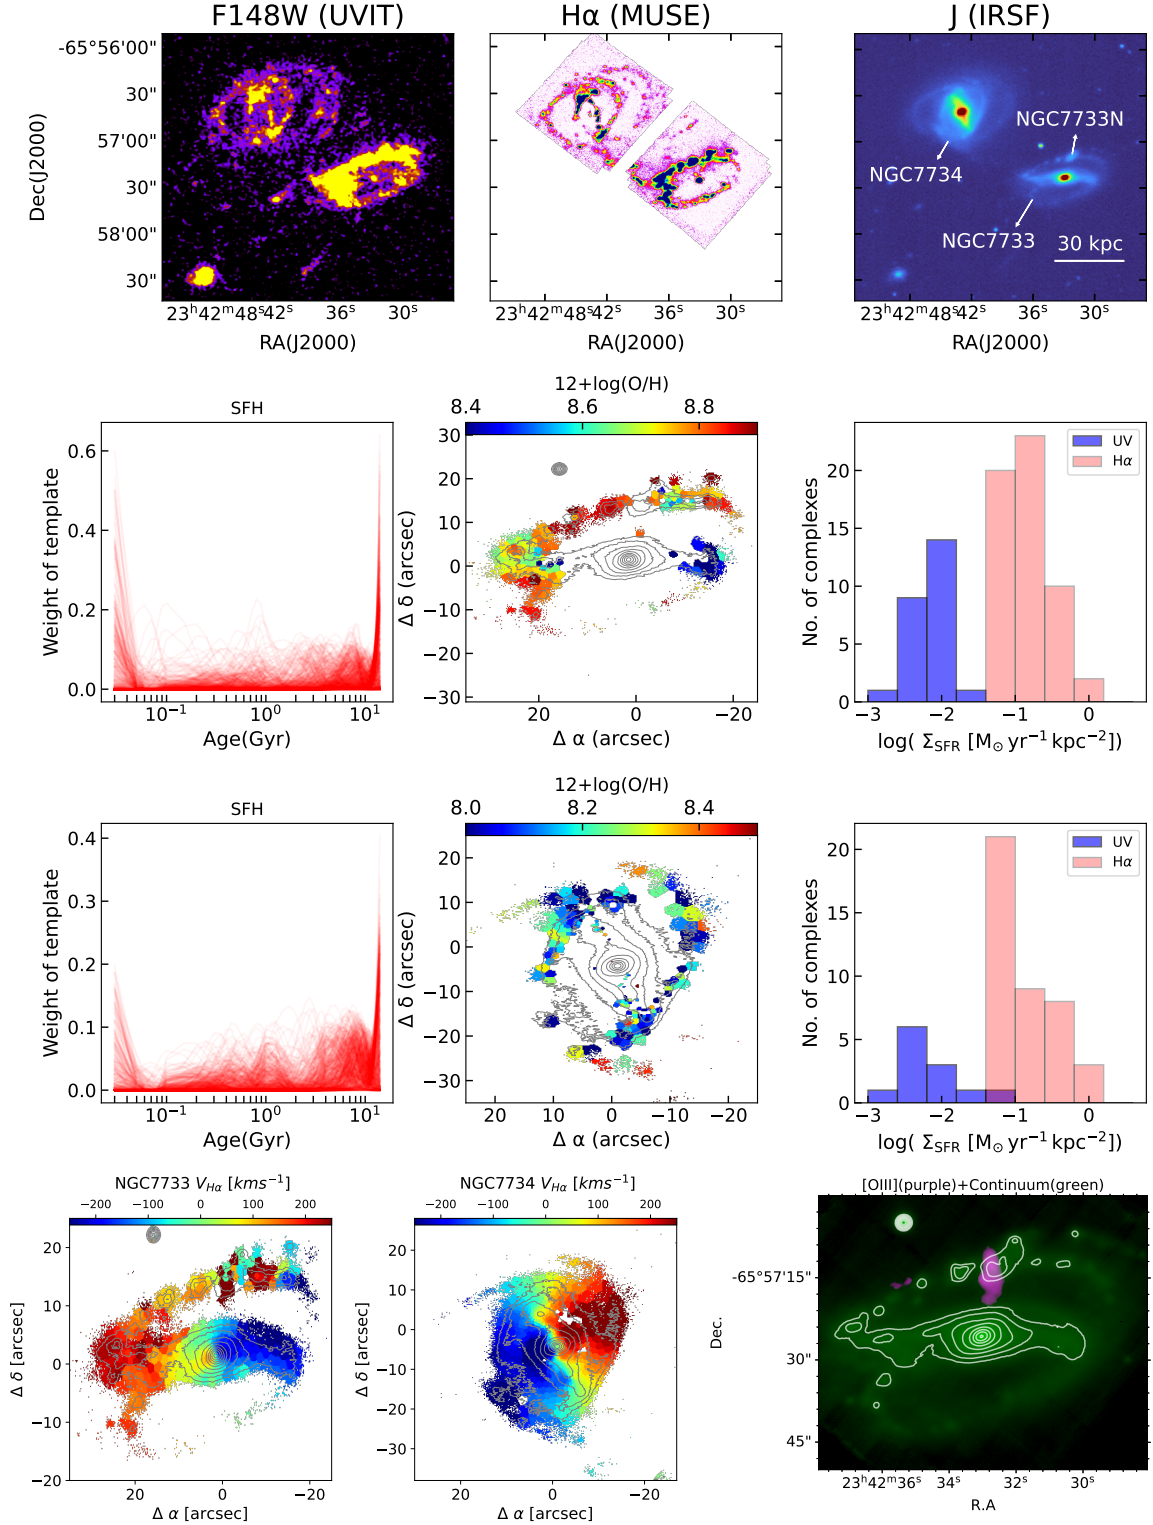 F148W (UVIT)
Hα (MUSE)
J (IRSF)
-65°56'00"
30"
57'00"
30"
58'00"
30"
Dec(J2000)
23ʰ42ᵐ48ˢ42ˢ 36ˢ 30ˢ
RA(J2000)
23ʰ42ᵐ48ˢ42ˢ 36ˢ 30ˢ
RA(J2000)
NGC7733N
NGC7734
NGC7733
30 kpc
23ʰ42ᵐ48ˢ42ˢ 36ˢ 30ˢ
RA(J2000)
SFH
0.6
0.4
0.2
0.0
Weight of template
10⁻¹ 10⁰ 10¹
Age(Gyr)
12+log(O/H)
8.4 8.6 8.8
30
20
10
0
−10
−20
−30
Δ δ (arcsec)
20 0 −20
Δ α (arcsec)
UV
Hα
20
15
10
5
0
No. of complexes
−3 −2 −1 0
log( Σ_SFR [M⊙ yr⁻¹ kpc⁻²])
SFH
0.4
0.3
0.2
0.1
0.0
Weight of template
10⁻¹ 10⁰ 10¹
Age(Gyr)
12+log(O/H)
8.0 8.2 8.4
20
10
0
−10
−20
−30
Δ δ (arcsec)
20 10 0 −10 −20
Δ α (arcsec)
UV
Hα
20
15
10
5
0
No. of complexes
−3 −2 −1 0
log( Σ_SFR [M⊙ yr⁻¹ kpc⁻²])
NGC7733 V_Hα [kms⁻¹]
−200 −100 0 100 200
20
10
0
−10
−20
Δ δ [arcsec]
20 0 −20
Δ α [arcsec]
NGC7734 V_Hα [kms⁻¹]
−200 −100 0 100 200
20
10
0
−10
−20
−30
Δ δ [arcsec]
20 0 −20
Δ α [arcsec]
[OIII](purple)+Continuum(green)
-65°57'15"
30"
45"
Dec.
23ʰ42ᵐ36ˢ 34ˢ 32ˢ 30ˢ
R.A